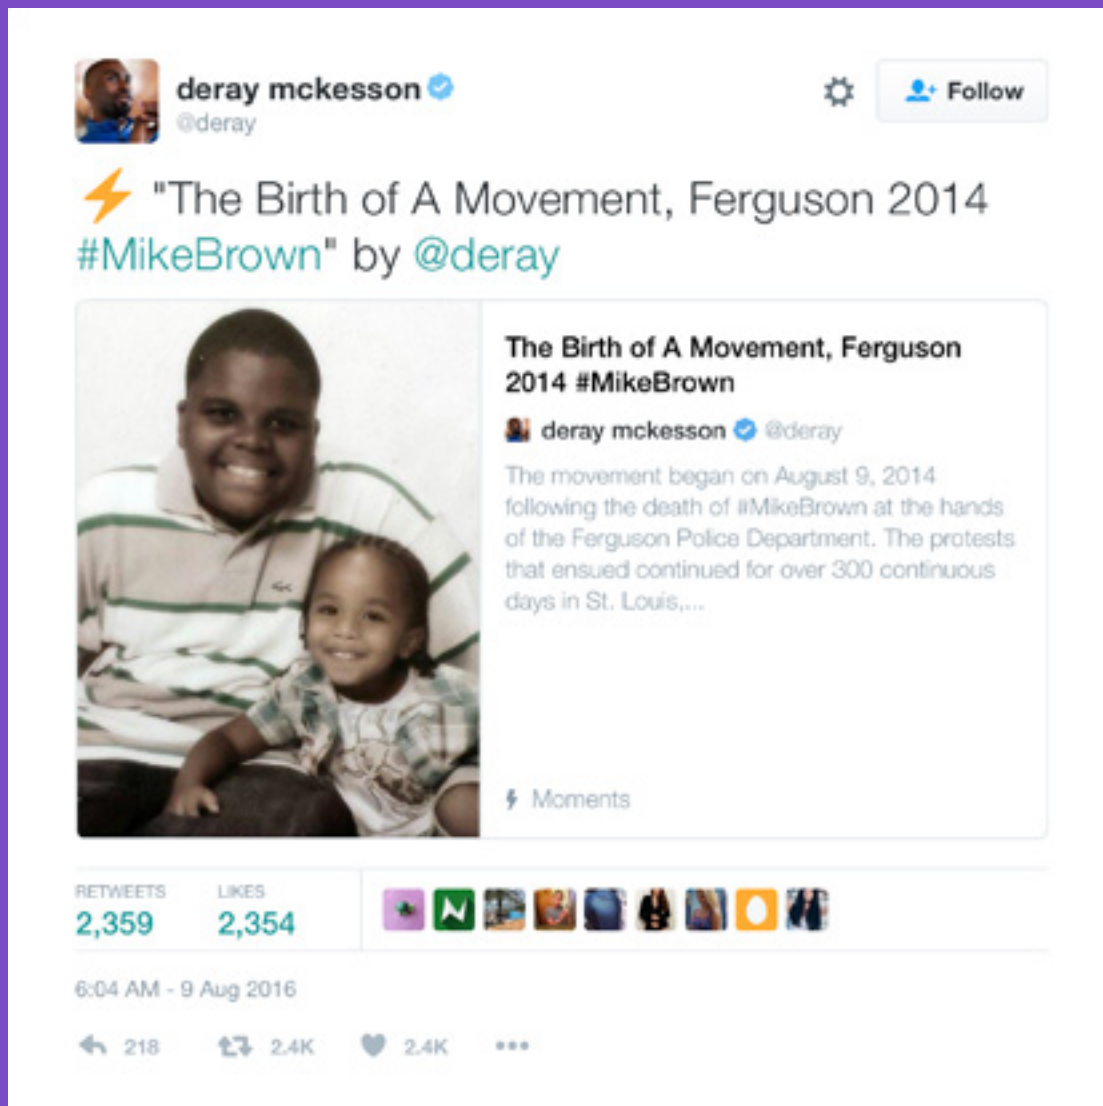 deray mckesson
@deray
Follow
"The Birth of A Movement, Ferguson 2014
#MikeBrown" by @deray
The Birth of A Movement, Ferguson
2014 #MikeBrown
deray mckesson @deray
The movement began on August 9, 2014
following the death of #MikeBrown at the hands
of the Ferguson Police Department. The protests
that ensued continued for over 300 continuous
days in St. Louis,...
Moments
RETWEETS LIKES
2,359 2,354
6:04 AM - 9 Aug 2016
218 2.4K 2.4K